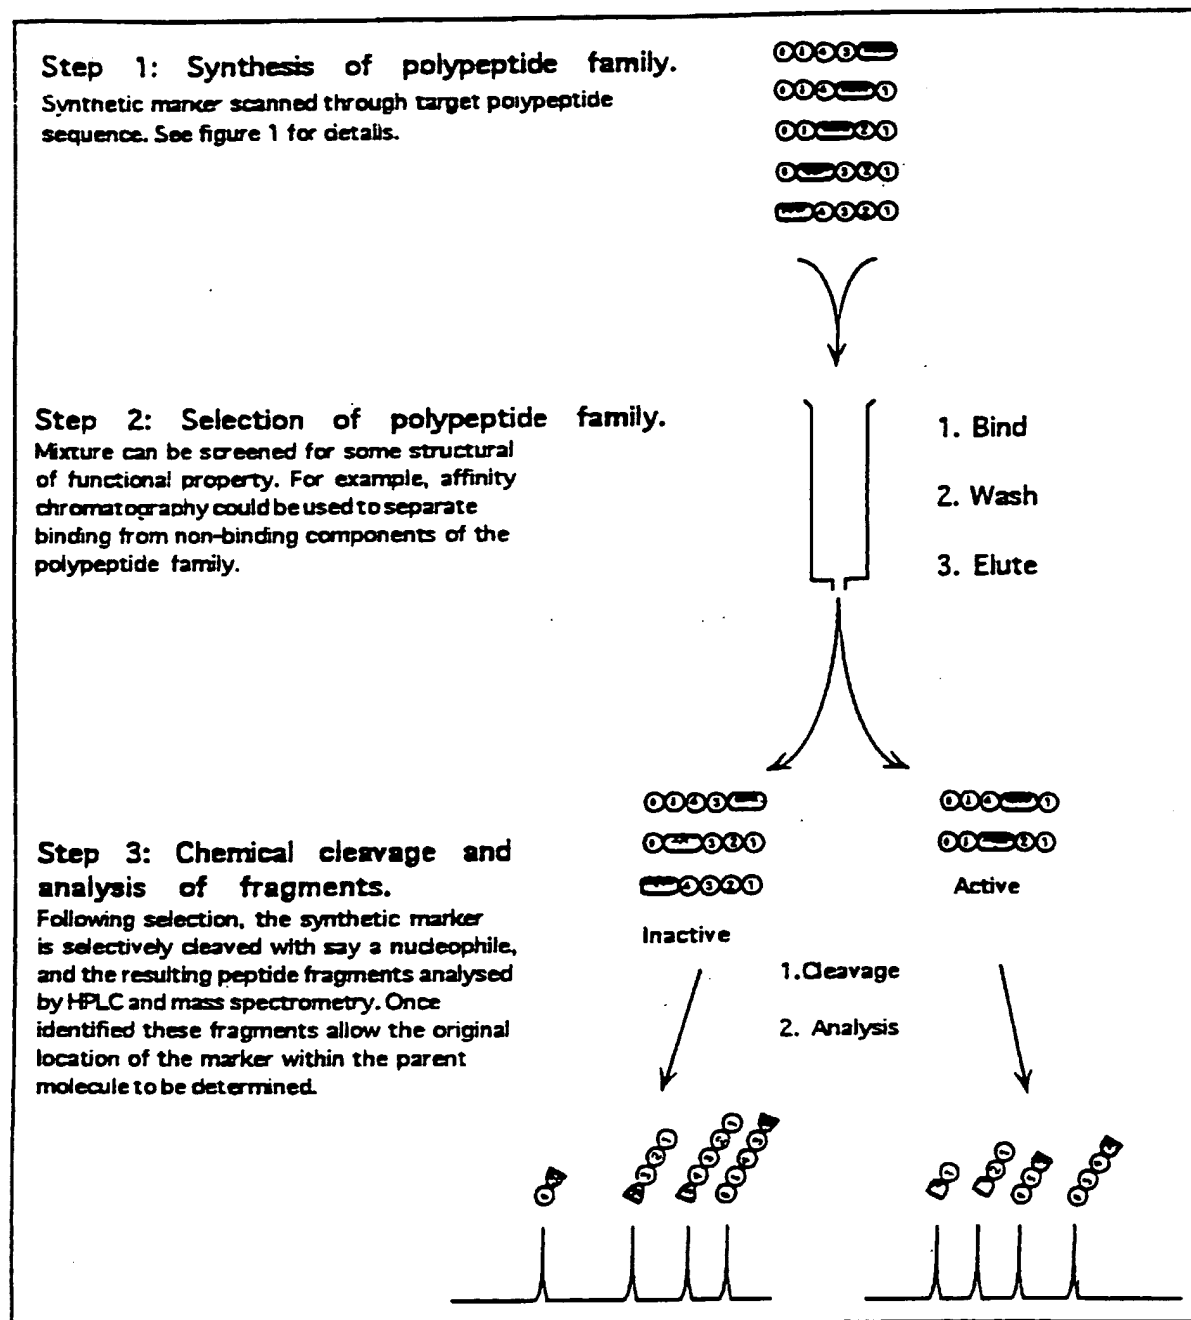 Step 1: Synthesis of polypeptide family.
Synthetic marker scanned through target polypeptide
sequence. See figure 1 for details.
Step 2: Selection of polypeptide family.
Mixture can be screened for some structural
of functional property. For example, affinity
chromatography could be used to separate
binding from non-binding components of the
polypeptide family.
1. Bind
2. Wash
3. Elute
Step 3: Chemical cleavage and
analysis of fragments.
Following selection, the synthetic marker
is selectively cleaved with say a nucleophile,
and the resulting peptide fragments analysed
by HPLC and mass spectrometry. Once
identified these fragments allow the original
location of the marker within the parent
molecule to be determined.
Inactive
Active
1.Cleavage
2. Analysis